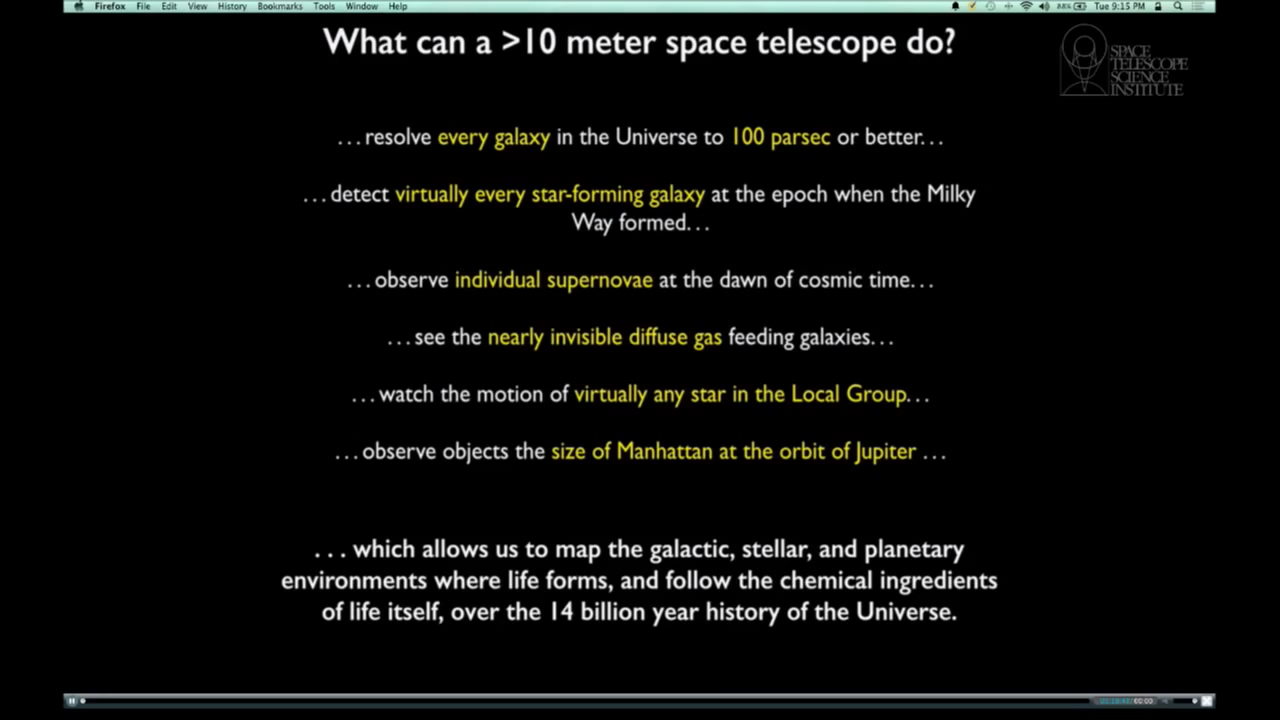 Firefox File Edit View History Bookmarks Tools Window Help 88% Tue 9:15 PM
What can a >10 meter space telescope do?
SPACE
TELESCOPE
SCIENCE
INSTITUTE
...resolve every galaxy in the Universe to 100 parsec or better...
...detect virtually every star-forming galaxy at the epoch when the Milky
Way formed...
...observe individual supernovae at the dawn of cosmic time...
...see the nearly invisible diffuse gas feeding galaxies...
...watch the motion of virtually any star in the Local Group...
...observe objects the size of Manhattan at the orbit of Jupiter ...
... which allows us to map the galactic, stellar, and planetary
environments where life forms, and follow the chemical ingredients
of life itself, over the 14 billion year history of the Universe.